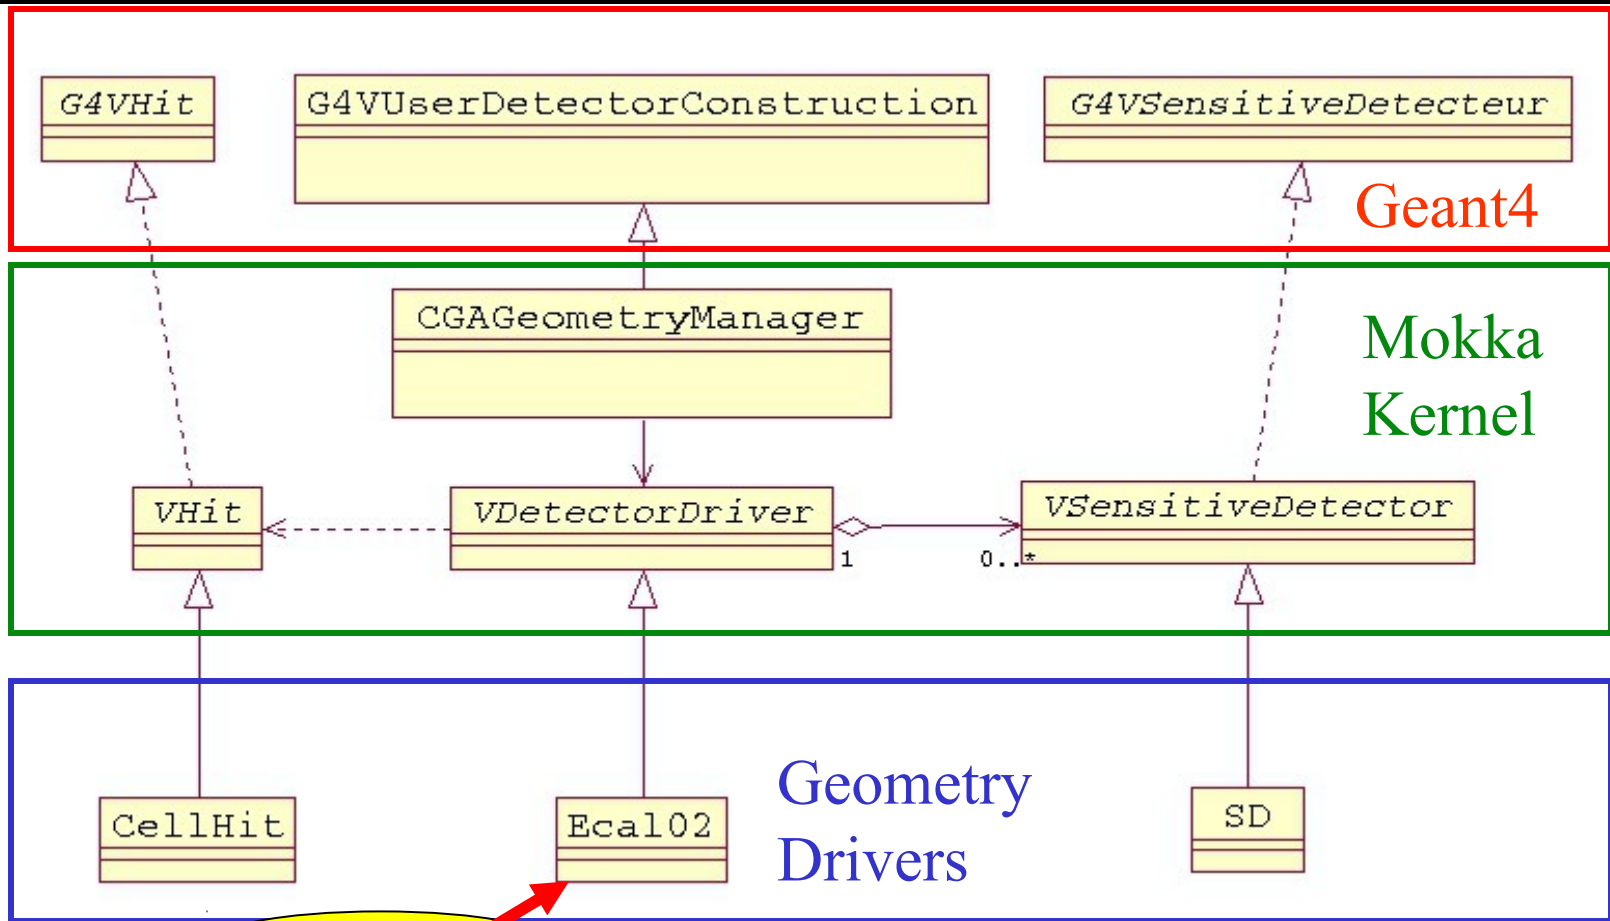 G4VHit
G4VUserDetectorConstruction
G4VSensitiveDetecteur
Geant4
CGAGeometryManager
Mokka
Kernel
VHit
VDetectorDriver
VSensitiveDetector
1
0..*
Geometry
Drivers
CellHit
Ecal02
SD